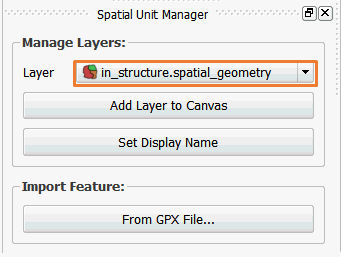 Spatial Unit Manager
Manage Layers:
Layer in_structure.spatial_geometry
Add Layer to Canvas
Set Display Name
Import Feature:
From GPX File...